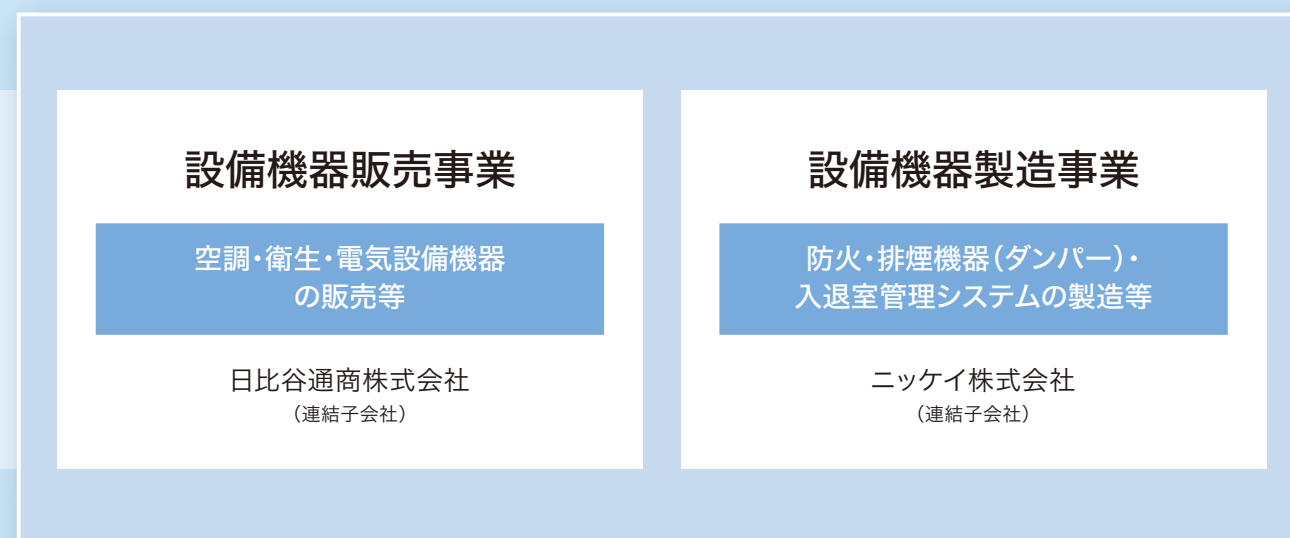 設備機器販売事業
空調・衛生・電気設備機器
の販売等
日比谷通商株式会社
（連結子会社）
設備機器製造事業
防火・排煙機器（ダンパー）・
入退室管理システムの製造等
ニッケイ株式会社
（連結子会社）